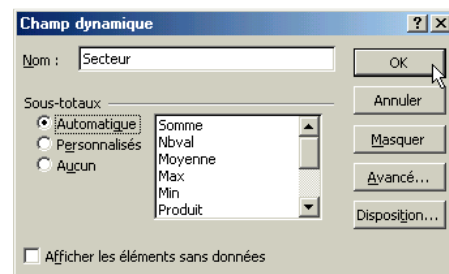 Champ dynamique
Nom : Secteur
OK
Sous-totaux
Annuler
Automatique
Personnalisés
Aucun
Somme
Nbval
Moyenne
Max
Min
Produit
Masquer
Avancé...
Disposition...
Afficher les éléments sans données